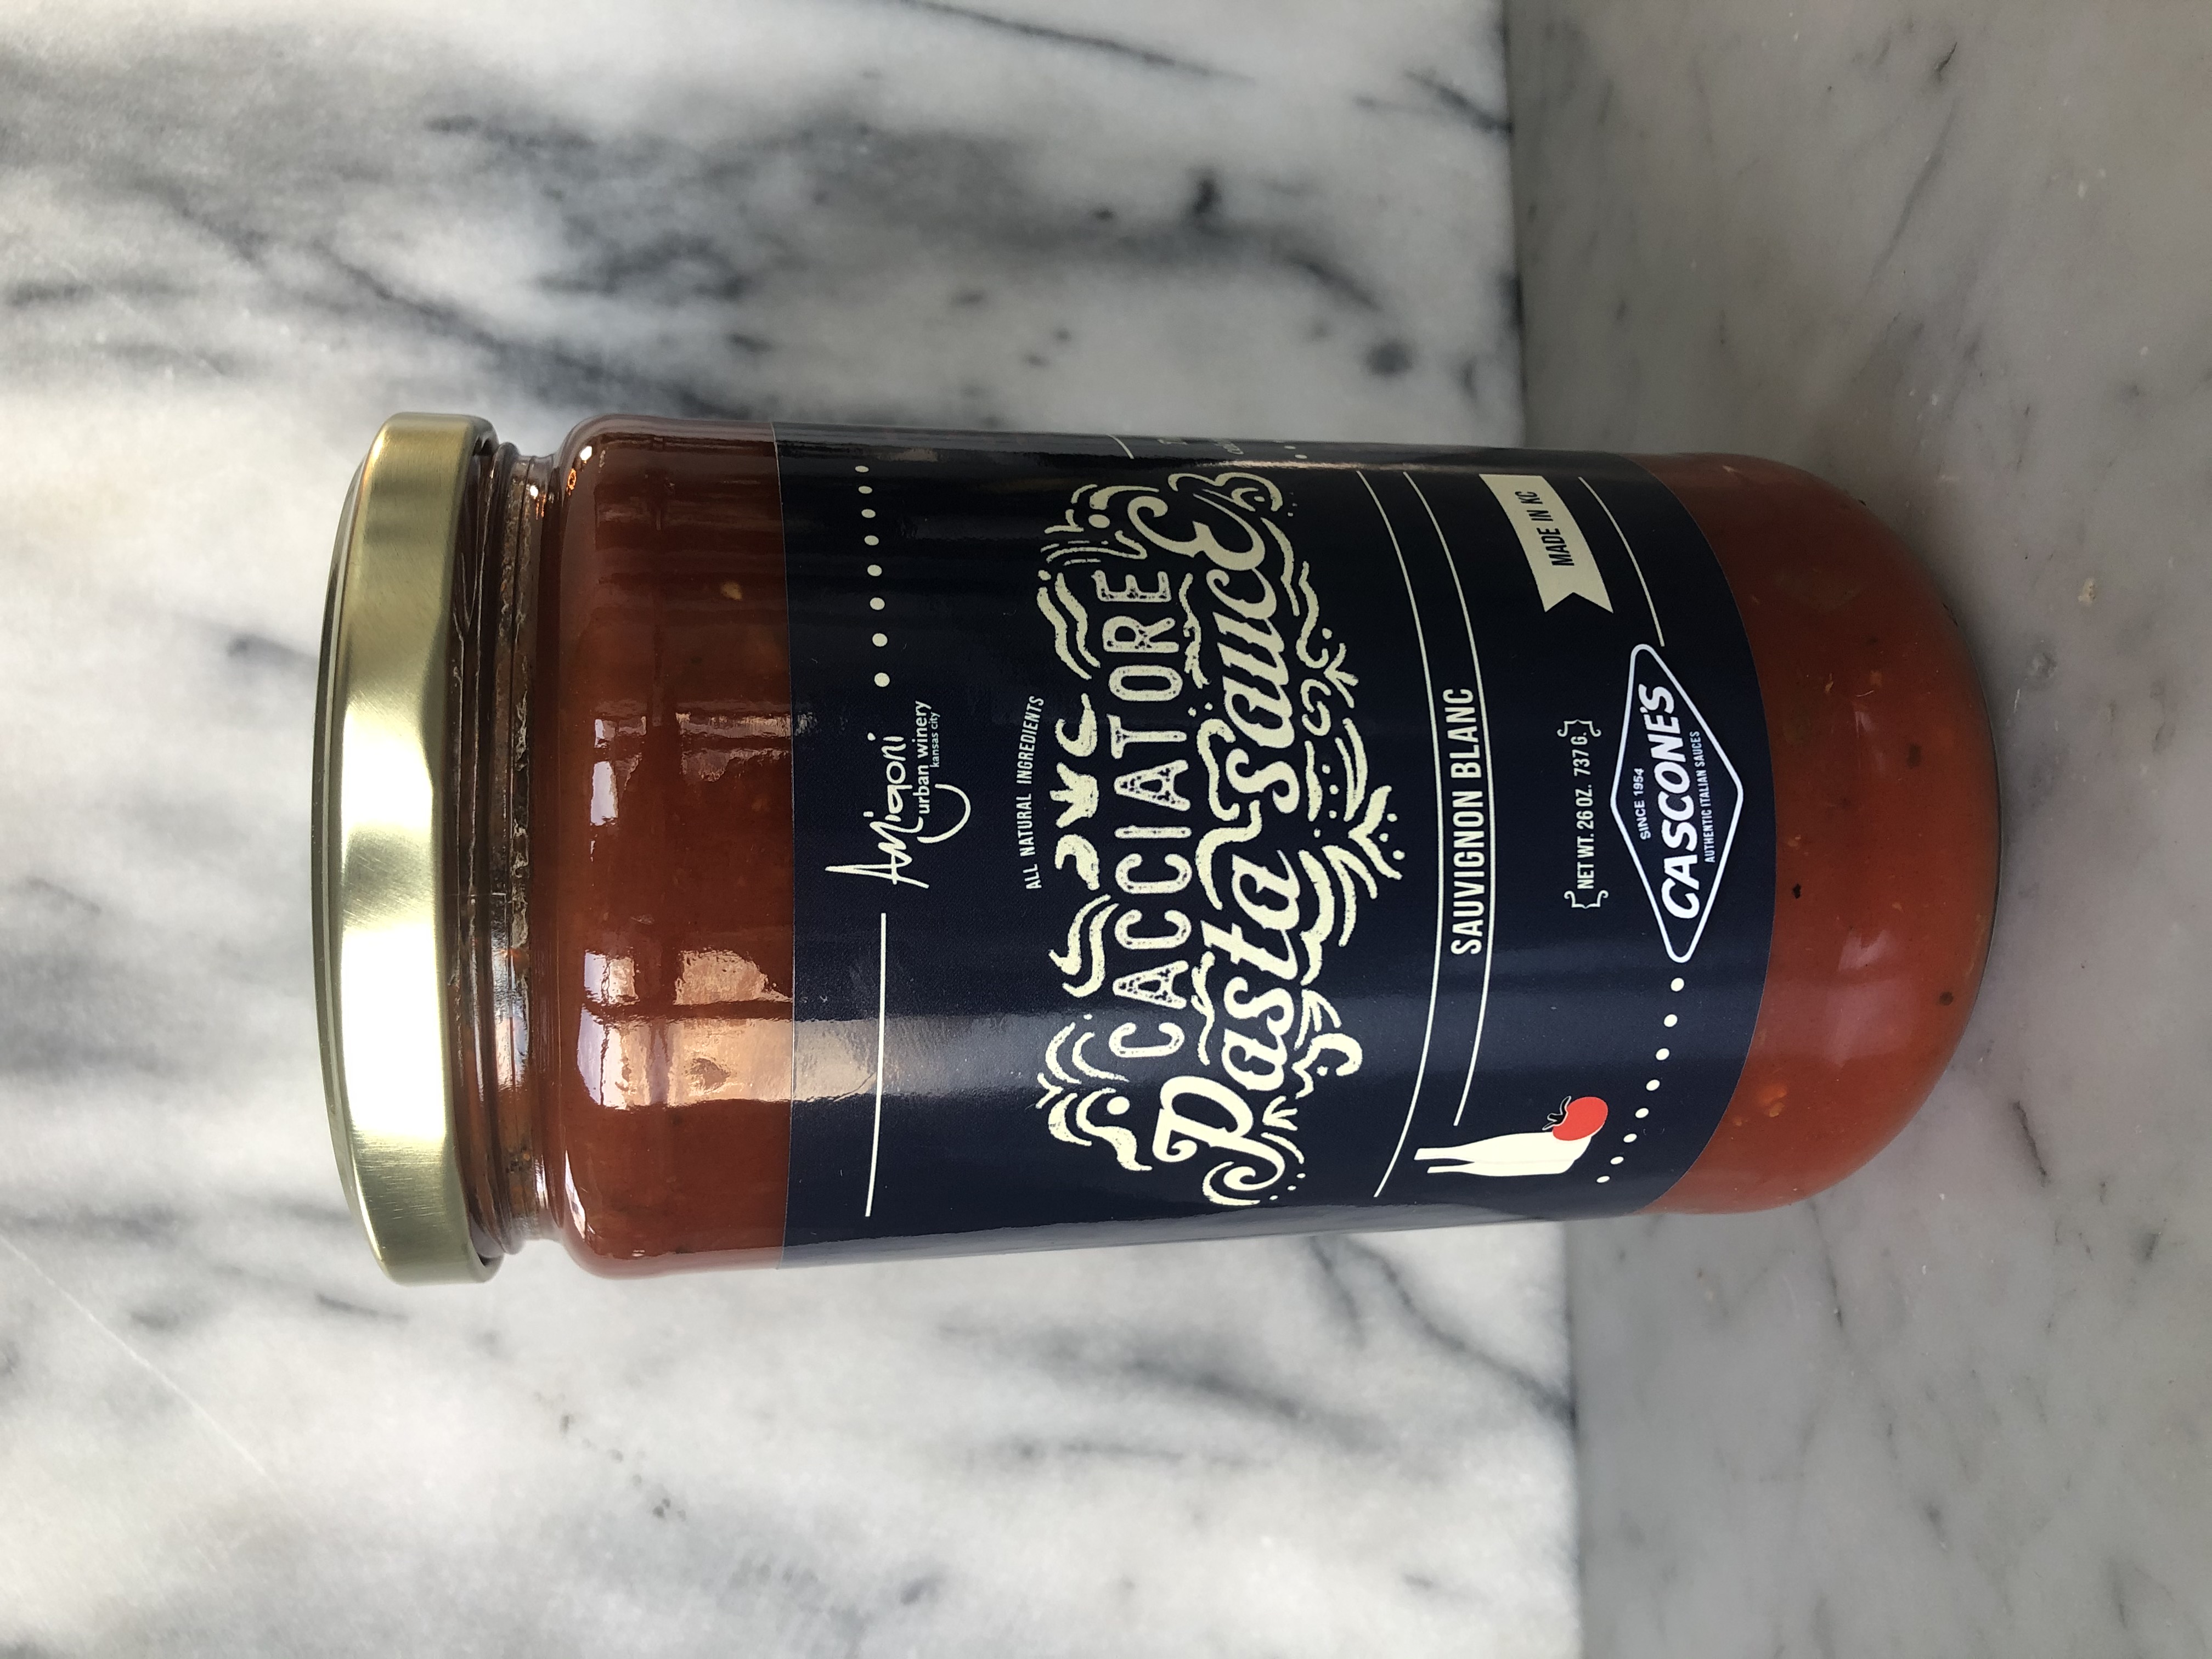 Amigoni
urban winery
kansas city
ALL NATURAL INGREDIENTS
CACCIATORE
Pasta sauce
SAUVIGNON BLANC
MADE IN KC
NET WT. 26 OZ. 737 G.
SINCE 1954
CASCONE'S
AUTHENTIC ITALIAN SAUCES